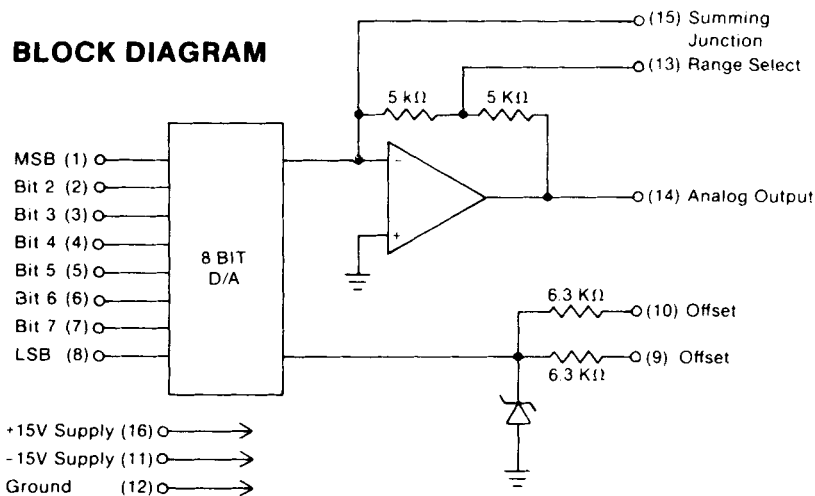 BLOCK DIAGRAM
(15) Summing
Junction
(13) Range Select
5 kΩ
5 KΩ
MSB (1)
Bit 2 (2)
Bit 3 (3)
Bit 4 (4)
Bit 5 (5)
Bit 6 (6)
Bit 7 (7)
LSB (8)
8 BIT
D/A
-
+
(14) Analog Output
6.3 KΩ
(10) Offset
6.3 KΩ
(9) Offset
+15V Supply (16)
-15V Supply (11)
Ground (12)